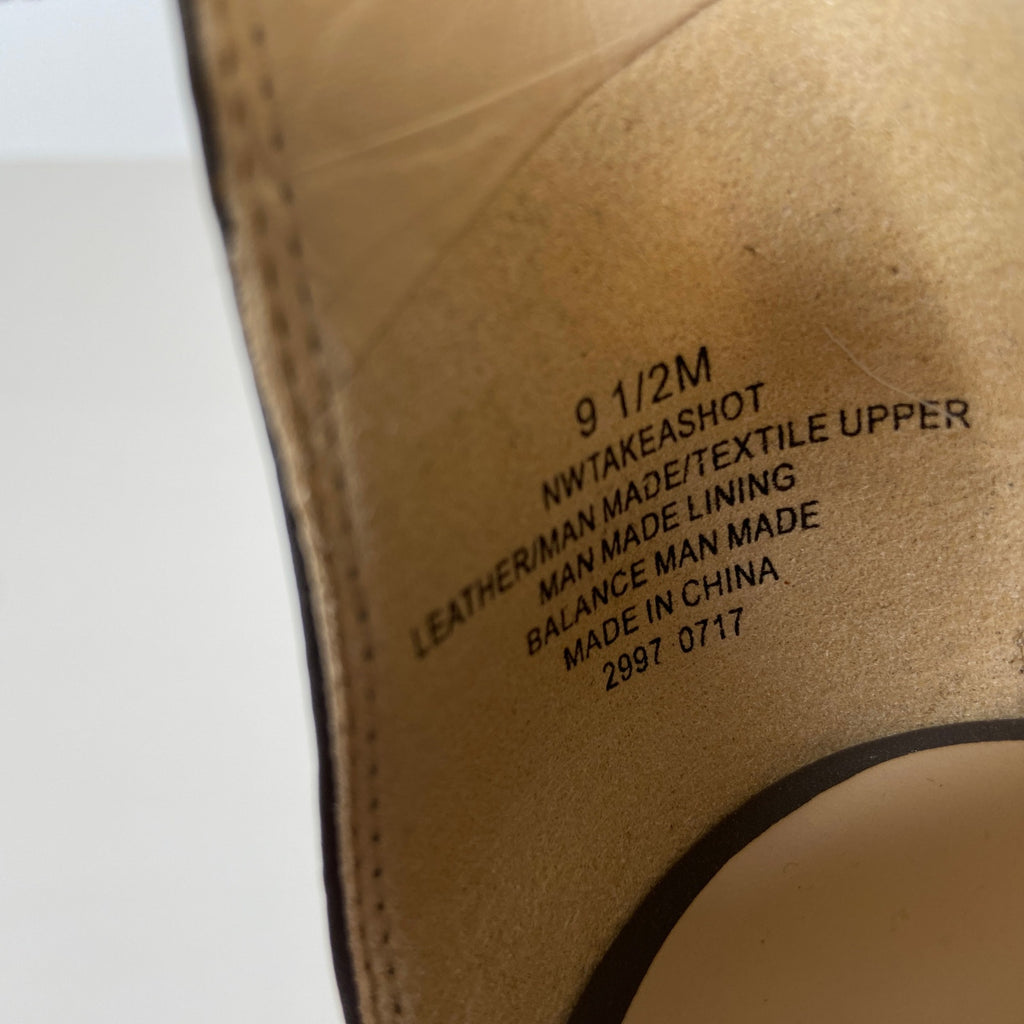 9 1/2M
NWTAKEASHOT
LEATHER/MAN MADE/TEXTILE UPPER
MAN MADE LINING
BALANCE MAN MADE
MADE IN CHINA
2997 0717